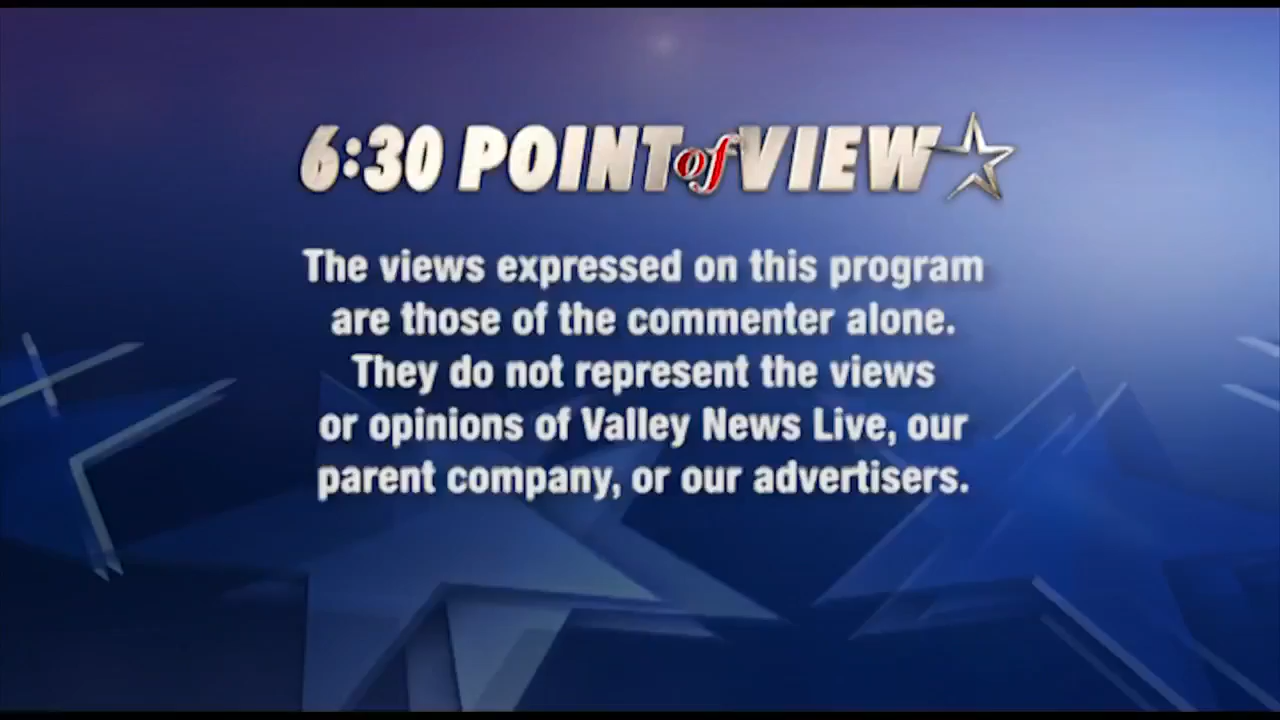 6:30 POINT of VIEW
The views expressed on this program
are those of the commenter alone.
They do not represent the views
or opinions of Valley News Live, our
parent company, or our advertisers.